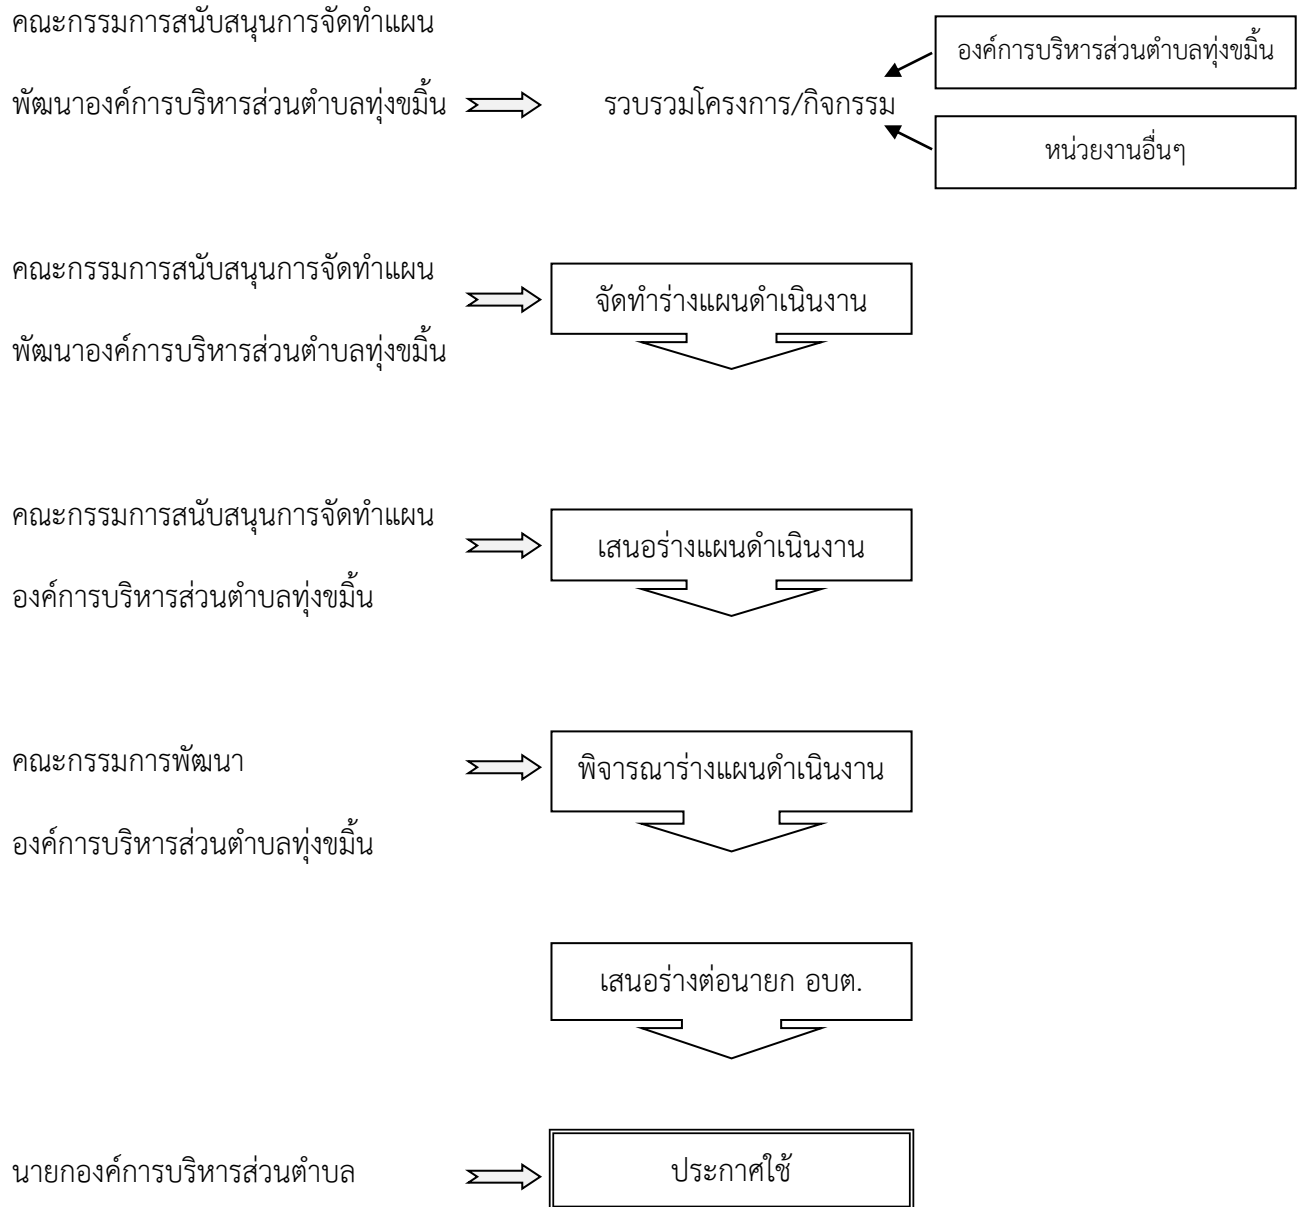 คณะกรรมการสนับสนุนการจัดทำแผน
องค์การบริหารส่วนตำบลทุ่งขมิ้น
พัฒนาองค์การบริหารส่วนตำบลทุ่งขมิ้น
รวบรวมโครงการ/กิจกรรม
หน่วยงานอื่นๆ
คณะกรรมการสนับสนุนการจัดทำแผน
จัดทำร่างแผนดำเนินงาน
พัฒนาองค์การบริหารส่วนตำบลทุ่งขมิ้น
คณะกรรมการสนับสนุนการจัดทำแผน
เสนอร่างแผนดำเนินงาน
องค์การบริหารส่วนตำบลทุ่งขมิ้น
คณะกรรมการพัฒนา
พิจารณาร่างแผนดำเนินงาน
องค์การบริหารส่วนตำบลทุ่งขมิ้น
เสนอร่างต่อนายก อบต.
นายกองค์การบริหารส่วนตำบล
ประกาศใช้